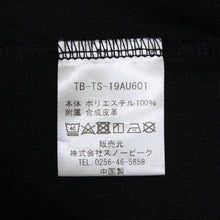 TB-TS-19AU601
本体 ポリエステル100%
附属 合成皮革
販売元
株式会社スノーピーク
TEL 0256-46-5858
中国製